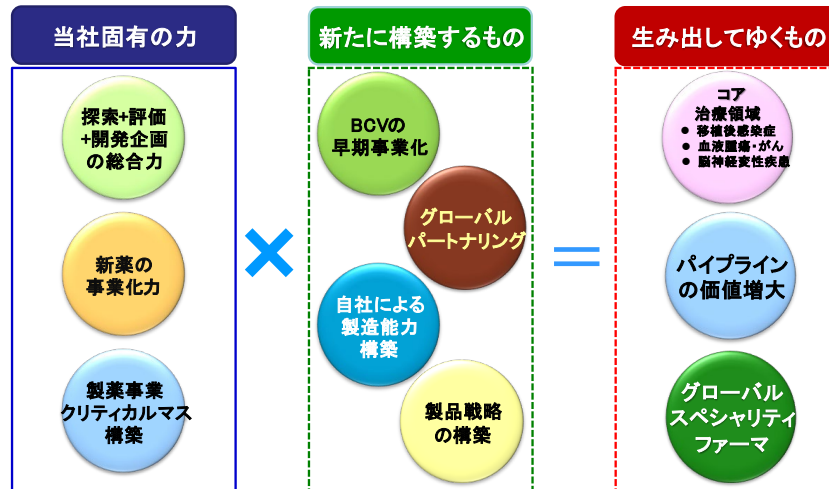 当社固有の力
探索+評価
+開発企画
の総合力
新薬の
事業化力
製薬事業
クリティカルマス
構築
×
新たに構築するもの
BCVの
早期事業化
グローバル
パートナリング
自社による
製造能力
構築
製品戦略
の構築
＝
生み出してゆくもの
コア
治療領域
● 移植後感染症
● 血液腫瘍・がん
● 脳神経変性疾患
パイプライン
の価値増大
グローバル
スペシャリティ
ファーマ